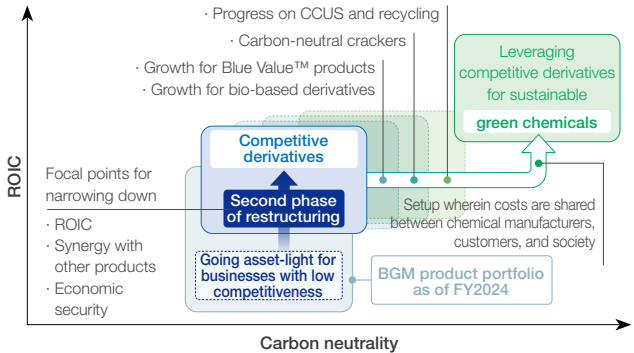 · Progress on CCUS and recycling
· Carbon-neutral crackers
· Growth for Blue Value™ products
· Growth for bio-based derivatives
Leveraging
competitive derivatives
for sustainable
green chemicals
Competitive
derivatives
Second phase
of restructuring
Going asset-light for
businesses with low
competitiveness
Focal points for
narrowing down
· ROIC
· Synergy with
other products
· Economic
security
Setup wherein costs are shared
between chemical manufacturers,
customers, and society
BGM product portfolio
as of FY2024
ROIC
Carbon neutrality